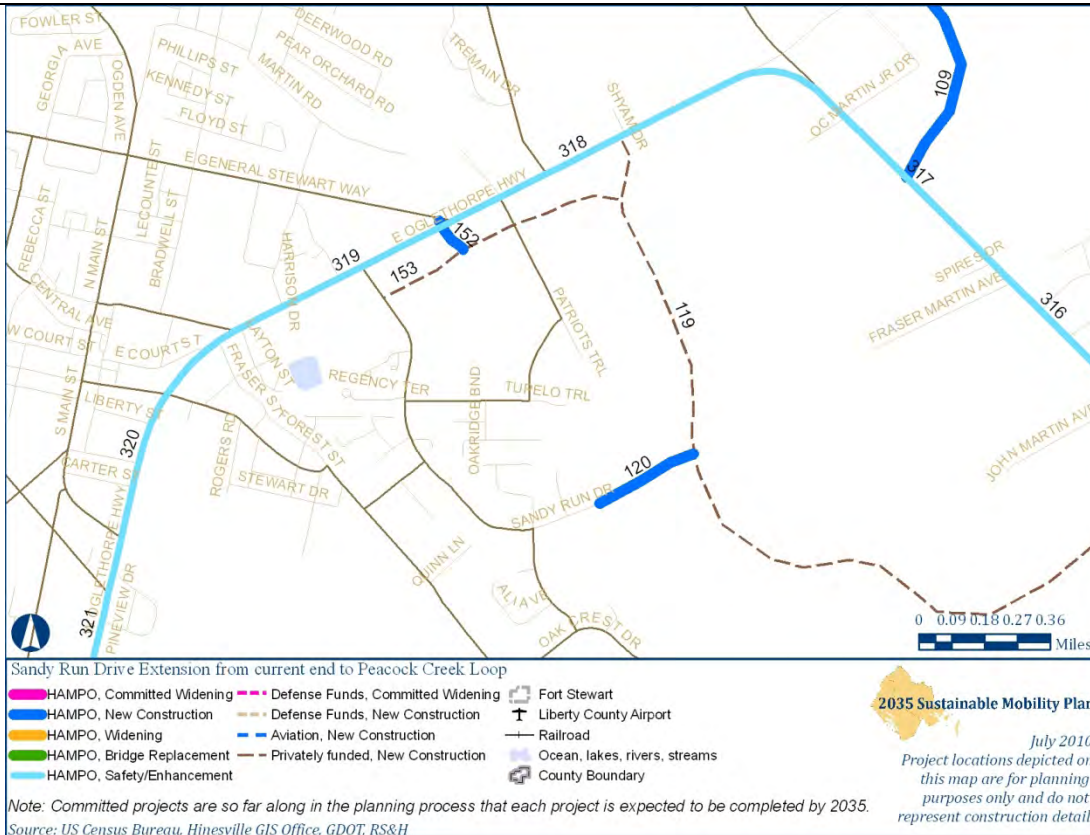 FOWLER ST
GEORGIA AVE
OGDEN AVE
PHILLIPS ST
KENNEDY ST
FLOYD ST
DEERWOOD RD
PEAR ORCHARD RD
MARTIN RD
TREMAIN DR
SHYAM DR
OC MARTIN JR DR
109
318
317
E GENERAL STEWART WAY
E OGLETHORPE HWY
REBECCA ST
LECOUNTE ST
BRADWELL ST
N MAIN ST
HARRISON DR
319
152
153
CENTRAL AVE
W COURT ST
E COURT ST
PATRIOTS TRL
119
SPIRES DR
FRASER MARTIN AVE
316
LAYTON ST
FRASER ST
FOREST ST
REGENCY TER
TUPELO TRL
OAKRIDGE BND
LIBERTY ST
S MAIN ST
320
CARTER ST
ROGERS RD
STEWART DR
120
SANDY RUN DR
JOHN MARTIN AVE
OGLETHORPE HWY
QUINN LN
ALI AVE
OAK CREST DR
321
PINEVIEW DR
0 0.09 0.18 0.27 0.36
Miles
Sandy Run Drive Extension from current end to Peacock Creek Loop
HAMPO, Committed Widening
HAMPO, New Construction
HAMPO, Widening
HAMPO, Bridge Replacement
HAMPO, Safety/Enhancement
Defense Funds, Committed Widening
Defense Funds, New Construction
Aviation, New Construction
Privately funded, New Construction
Fort Stewart
Liberty County Airport
Railroad
Ocean, lakes, rivers, streams
County Boundary
2035 Sustainable Mobility Plan
July 2010
Project locations depicted on
this map are for planning
purposes only and do not
represent construction detail
Note: Committed projects are so far along in the planning process that each project is expected to be completed by 2035.
Source: US Census Bureau, Hinesville GIS Office, GDOT, RS&H